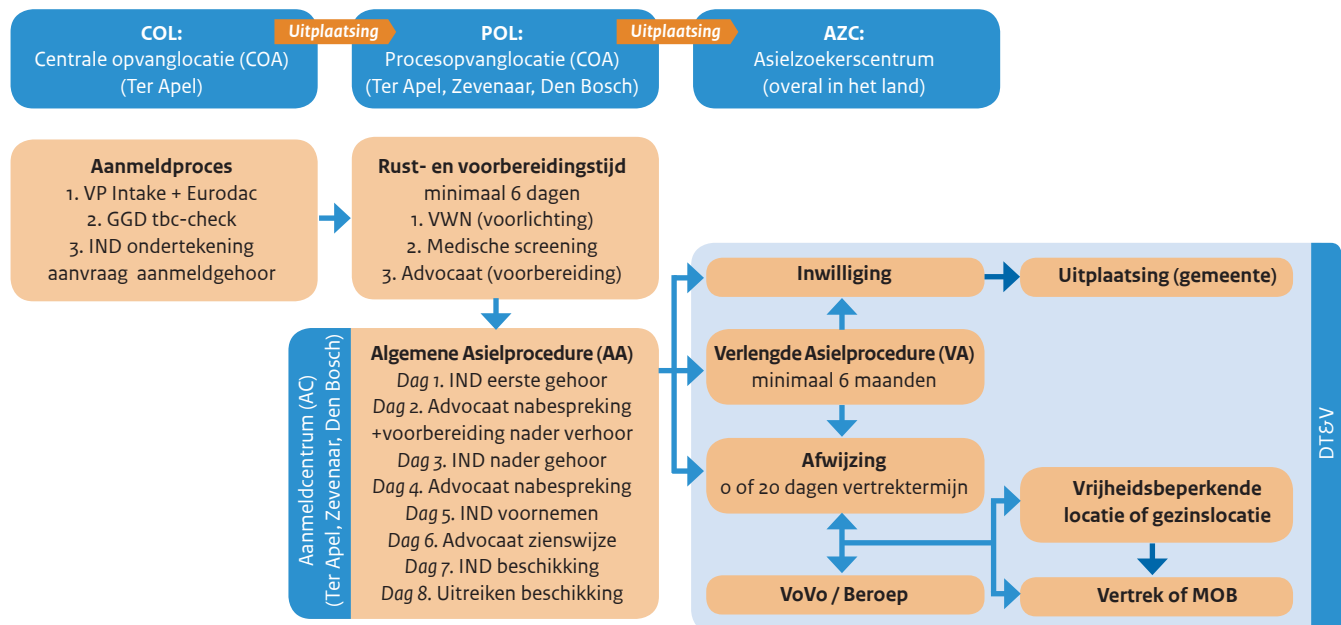 COL:
Centrale opvanglocatie (COA)
(Ter Apel)
Uitplaatsing
POL:
Procesopvanglocatie (COA)
(Ter Apel, Zevenaar, Den Bosch)
Uitplaatsing
AZC:
Asielzoekerscentrum
(overal in het land)
Aanmeldproces
1. VP Intake + Eurodac
2. GGD tbc-check
3. IND ondertekening
aanvraag aanmeldgehoor
Rust- en voorbereidingstijd
minimaal 6 dagen
1. VWN (voorlichting)
2. Medische screening
3. Advocaat (voorbereiding)
Aanmeldcentrum (AC)
(Ter Apel, Zevenaar, Den Bosch)
Algemene Asielprocedure (AA)
Dag 1. IND eerste gehoor
Dag 2. Advocaat nabespreking
+voorbereiding nader verhoor
Dag 3. IND nader gehoor
Dag 4. Advocaat nabespreking
Dag 5. IND voornemen
Dag 6. Advocaat zienswijze
Dag 7. IND beschikking
Dag 8. Uitreiken beschikking
Inwilliging
Uitplaatsing (gemeente)
Verlengde Asielprocedure (VA)
minimaal 6 maanden
Afwijzing
0 of 20 dagen vertrektermijn
Vrijheidsbeperkende
locatie of gezinslocatie
VoVo / Beroep
Vertrek of MOB
DT&V